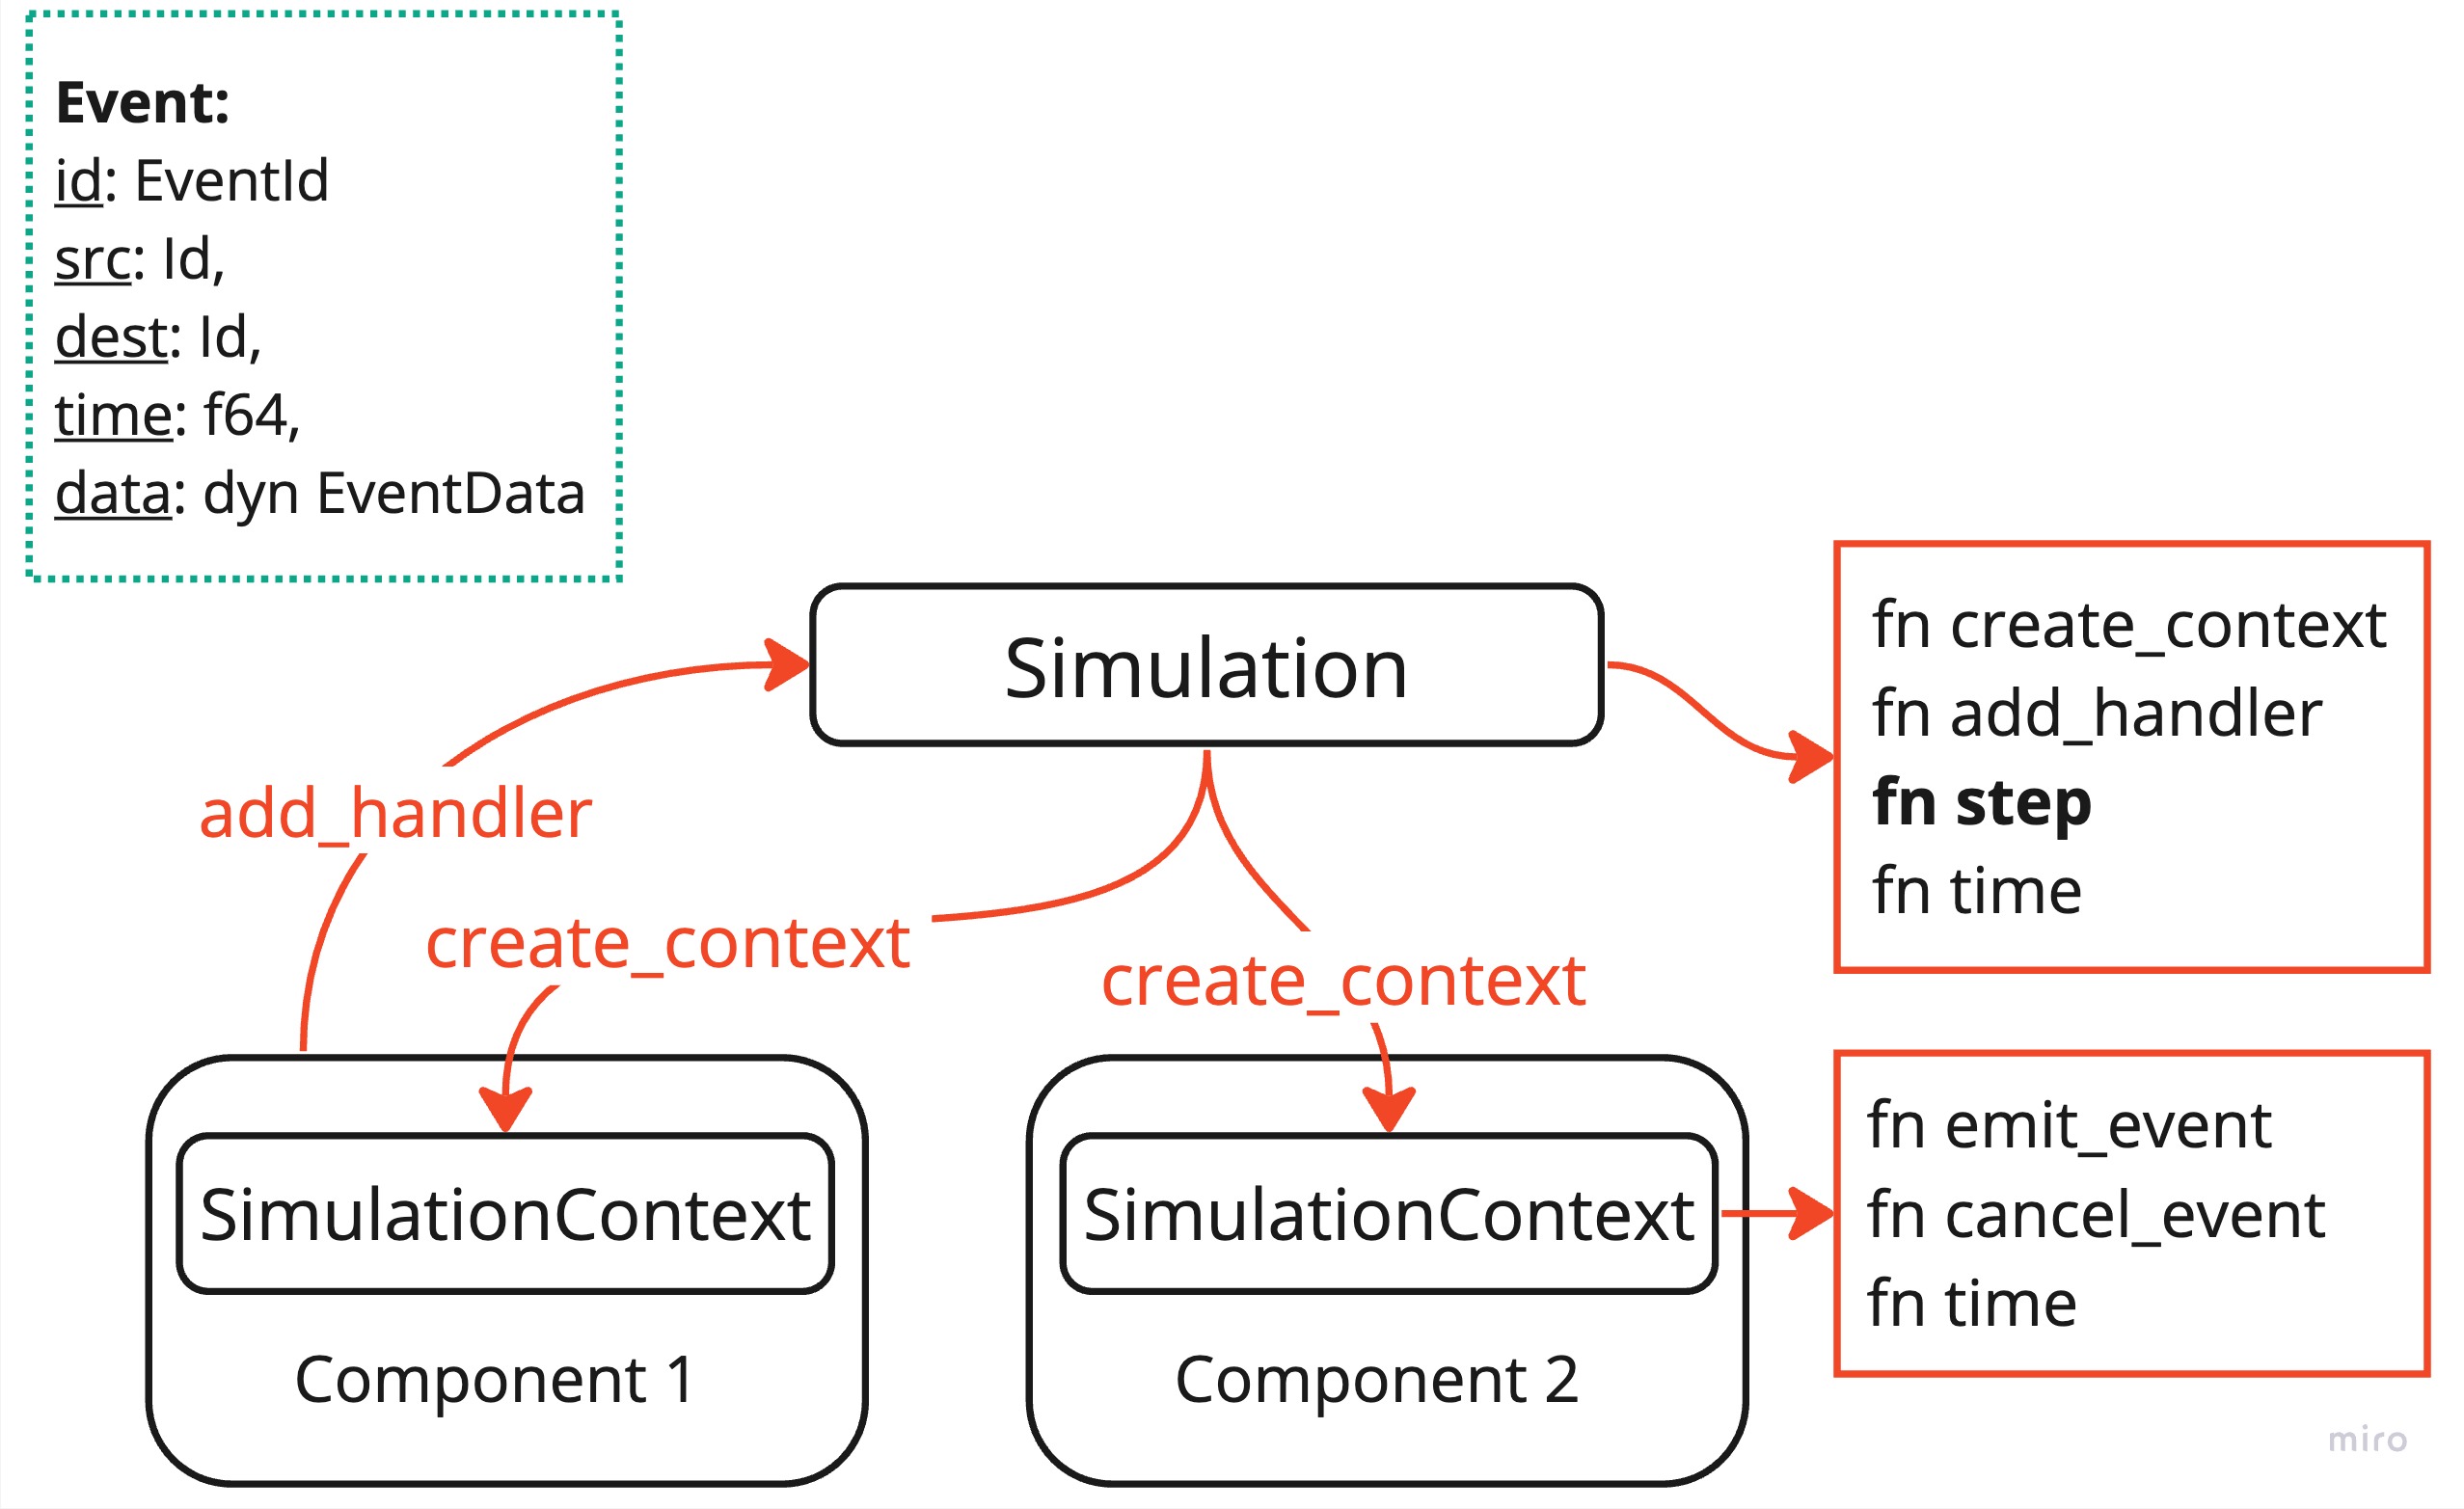 Event:
id: EventId
src: Id,
dest: Id,
time: f64,
data: dyn EventData
Simulation
fn create_context
fn add_handler
fn step
fn time
add_handler
create_context
create_context
SimulationContext
Component 1
SimulationContext
Component 2
fn emit_event
fn cancel_event
fn time
miro